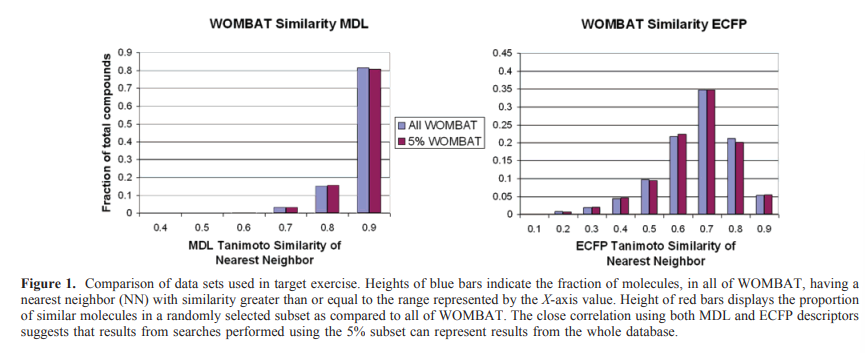 WOMBAT Similarity MDL
Fraction of total compounds
0.9
0.8
0.7
0.6
0.5
0.4
0.3
0.2
0.1
0
0.4 0.5 0.6 0.7 0.8 0.9
MDL Tanimoto Similarity of
Nearest Neighbor
All WOMBAT
5% WOMBAT
WOMBAT Similarity ECFP
0.45
0.4
0.35
0.3
0.25
0.2
0.15
0.1
0.05
0
0.1 0.2 0.3 0.4 0.5 0.6 0.7 0.8 0.9
ECFP Tanimoto Similarity of
Nearest Neighbor
Figure 1. Comparison of data sets used in target exercise. Heights of blue bars indicate the fraction of molecules, in all of WOMBAT, having a
nearest neighbor (NN) with similarity greater than or equal to the range represented by the X-axis value. Height of red bars displays the proportion
of similar molecules in a randomly selected subset as compared to all of WOMBAT. The close correlation using both MDL and ECFP descriptors
suggests that results from searches performed using the 5% subset can represent results from the whole database.